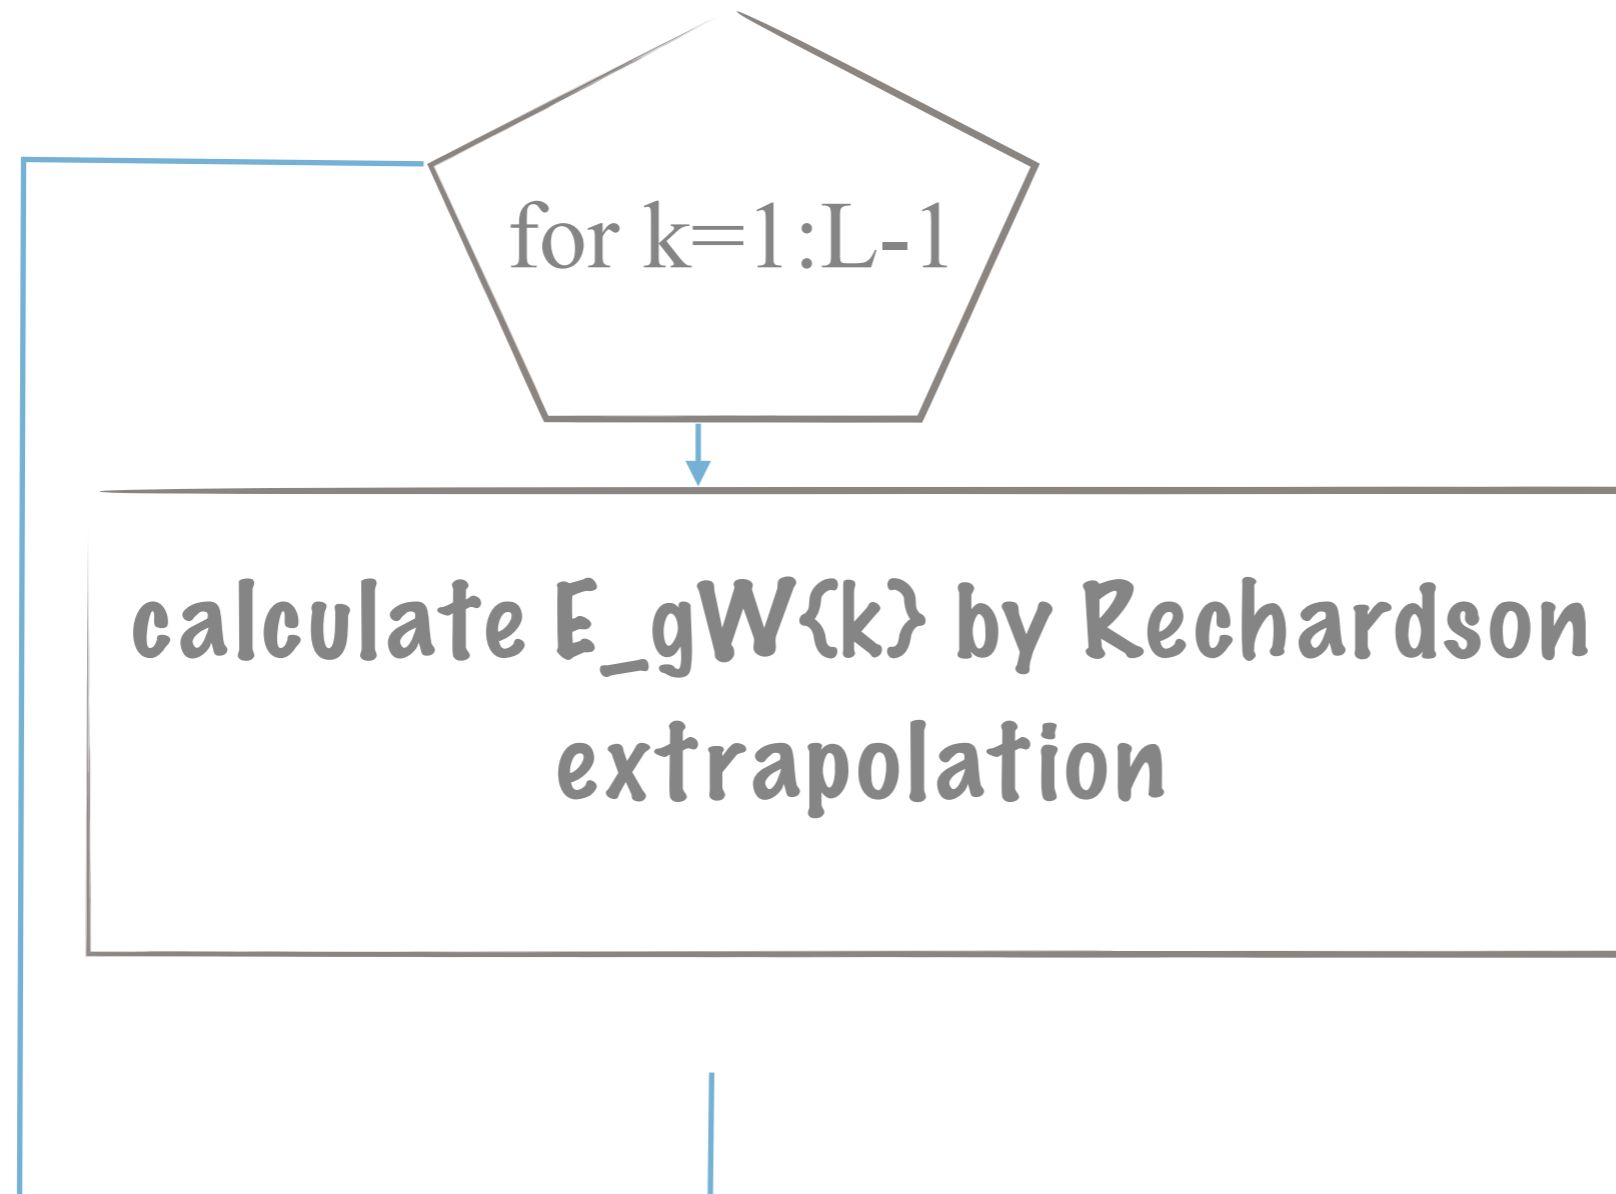 for k=1:L-1
calculate E_gW{k} by Rechardson
extrapolation